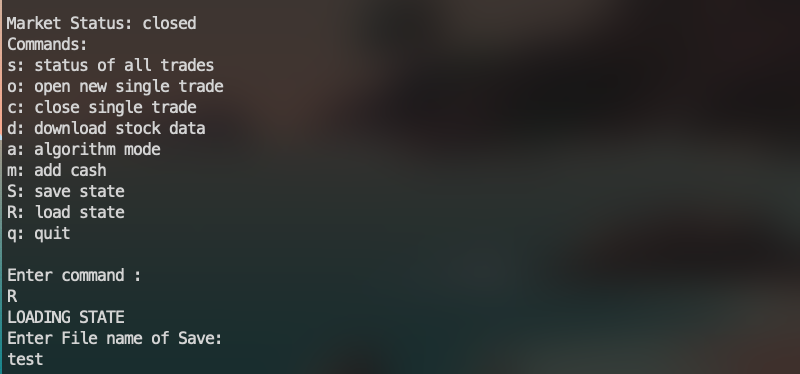 Market Status: closed
Commands:
s: status of all trades
o: open new single trade
c: close single trade
d: download stock data
a: algorithm mode
m: add cash
S: save state
R: load state
q: quit

Enter command :
R
LOADING STATE
Enter File name of Save:
test